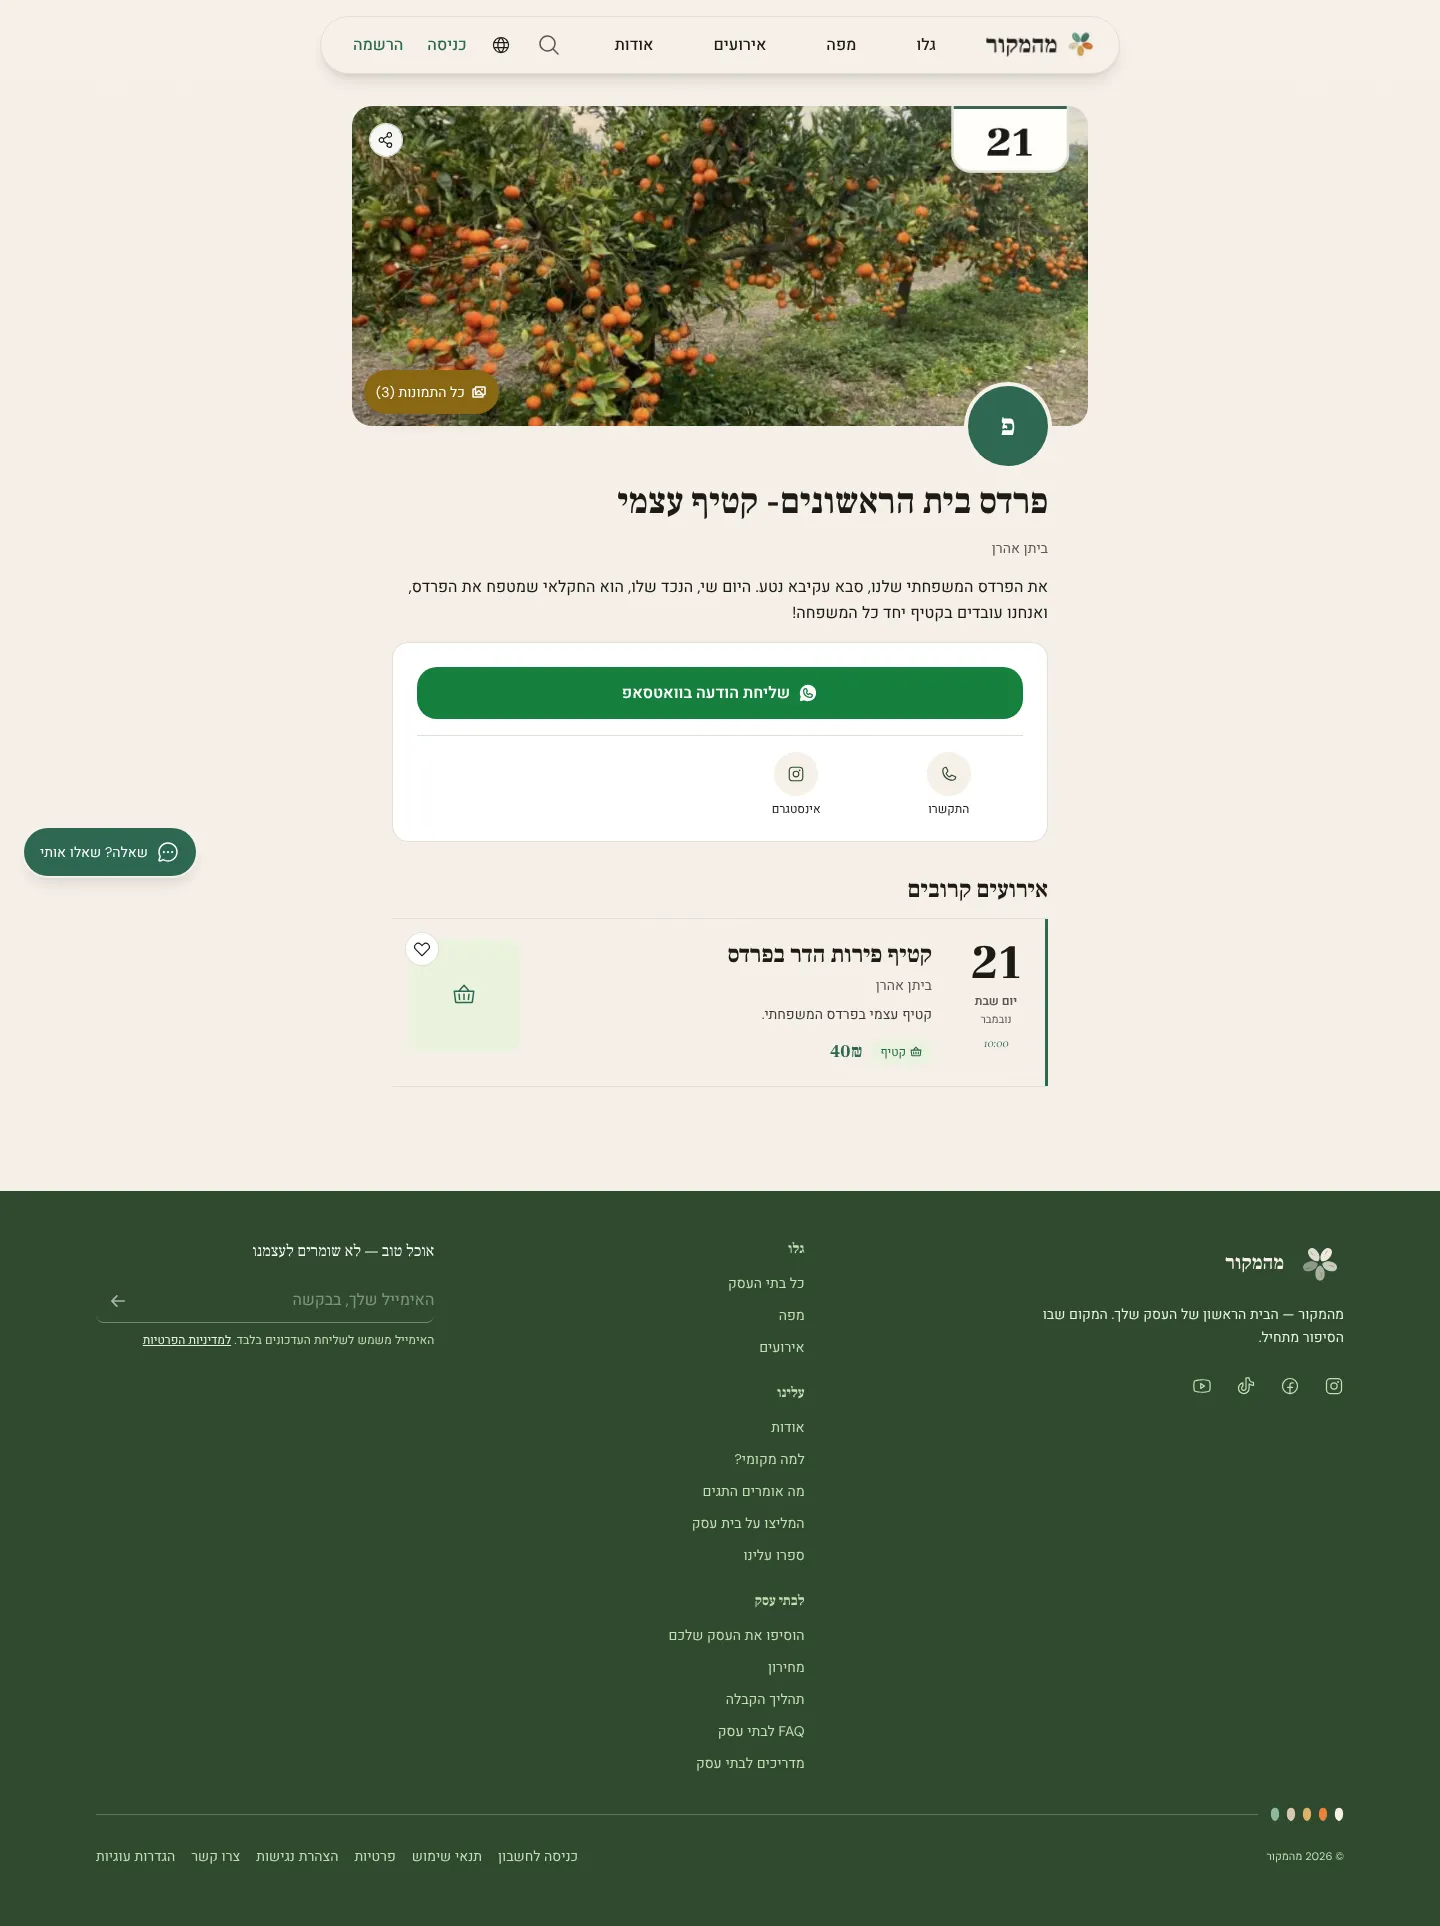 מהמקור
גלו
מפה
אירועים
אודות
כניסה
הרשמה
21
כל התמונות (3)
פ
פרדס בית הראשונים- קטיף עצמי
ביתן אהרן
את הפרדס המשפחתי שלנו, סבא עקיבא נטע. היום שי, הנכד שלו, הוא החקלאי שמטפח את הפרדס,
ואנחנו עובדים בקטיף יחד כל המשפחה!
שליחת הודעה בוואטסאפ
התקשרו
אינסטגרם
שאלה? שאלו אותי
אירועים קרובים
21
יום שבת
נובמבר
10:00
קטיף פירות הדר בפרדס
ביתן אהרן
קטיף עצמי בפרדס המשפחתי.
קטיף
₪40
מהמקור
מהמקור — הבית הראשון של העסק שלך. המקום שבו
הסיפור מתחיל.
גלו
כל בתי העסק
מפה
אירועים
עלינו
אודות
למה מקומי?
מה אומרים התגים
המליצו על בית עסק
ספרו עלינו
לבתי עסק
הוסיפו את העסק שלכם
מחירון
תהליך הקבלה
FAQ לבתי עסק
מדריכים לבתי עסק
אוכל טוב — לא שומרים לעצמנו
האימייל שלך, בבקשה
האימייל משמש לשליחת העדכונים בלבד. למדיניות הפרטיות
© 2026 מהמקור
כניסה לחשבון
תנאי שימוש
פרטיות
הצהרת נגישות
צרו קשר
הגדרות עוגיות